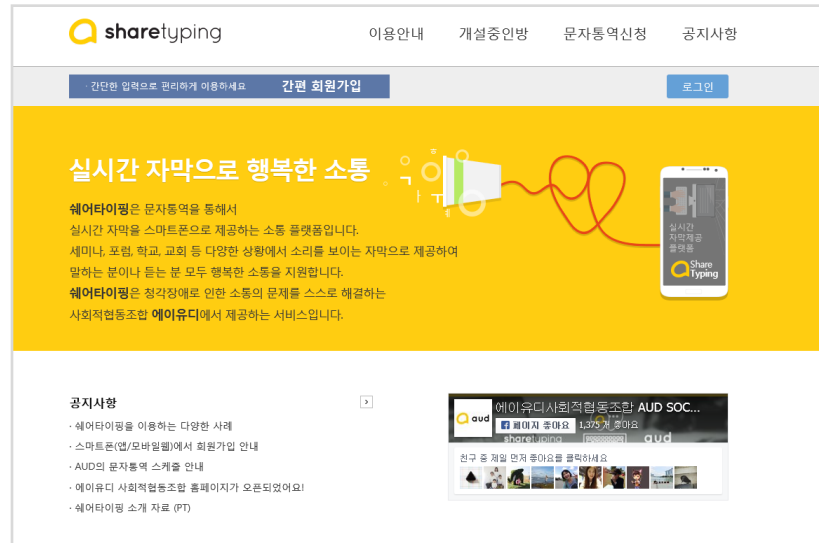 sharetyping
이용안내 개설중인방 문자통역신청 공지사항
· 간단한 입력으로 편리하게 이용하세요 간편 회원가입
로그인
실시간 자막으로 행복한 소통
쉐어타이핑은 문자통역을 통해서
실시간 자막을 스마트폰으로 제공하는 소통 플랫폼입니다.
세미나, 포럼, 학교, 교회 등 다양한 상황에서 소리를 보이는 자막으로 제공하여
말하는 분이나 듣는 분 모두 행복한 소통을 지원합니다.
쉐어타이핑은 청각장애로 인한 소통의 문제를 스스로 해결하는
사회적협동조합 에이유디에서 제공하는 서비스입니다.
실시간
자막제공
플랫폼
Share
Typing
공지사항
· 쉐어타이핑을 이용하는 다양한 사례
· 스마트폰(앱/모바일웹)에서 회원가입 안내
· AUD의 문자통역 스케쥴 안내
· 에이유디 사회적협동조합 홈페이지가 오픈되었어요!
· 쉐어타이핑 소개 자료 (PT)
aud
에이유디사회적협동조합 AUD SOC...
페이지 좋아요 1,375개 좋아요
sharetyping aud
친구 중 제일 먼저 좋아요를 클릭하세요